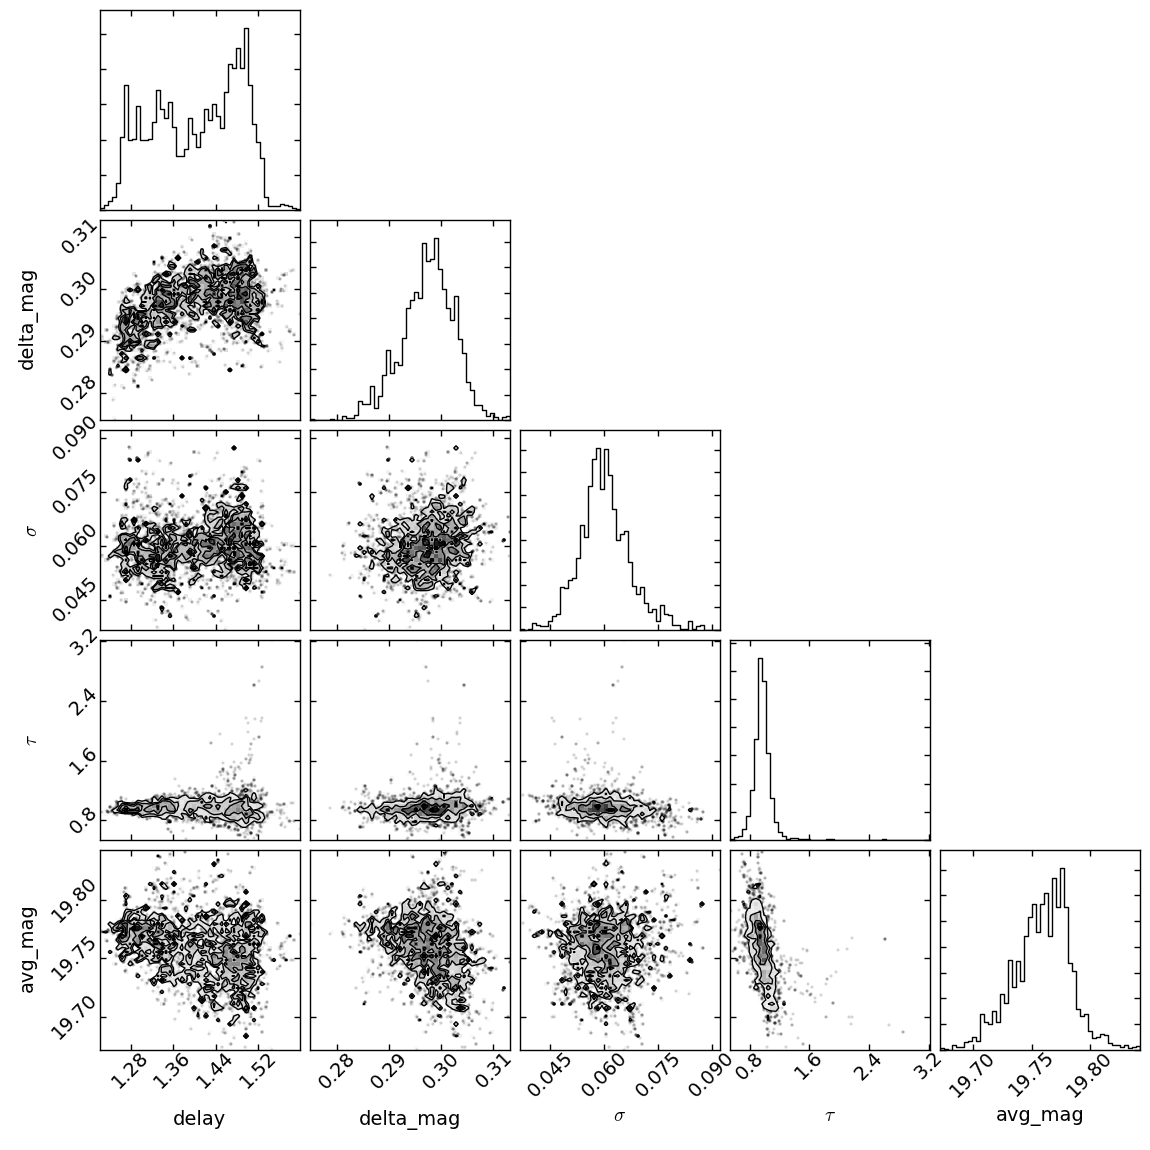 0.31
0.30
0.29
0.28
delta_mag
0.090
0.075
0.060
0.045
σ
3.2
2.4
1.6
0.8
τ
19.80
19.75
19.70
avg_mag
1.28 1.36 1.44 1.52
0.28 0.29 0.30 0.31
0.045 0.060 0.075 0.090
0.8 1.6 2.4 3.2
19.70 19.75 19.80
delay delta_mag σ τ avg_mag